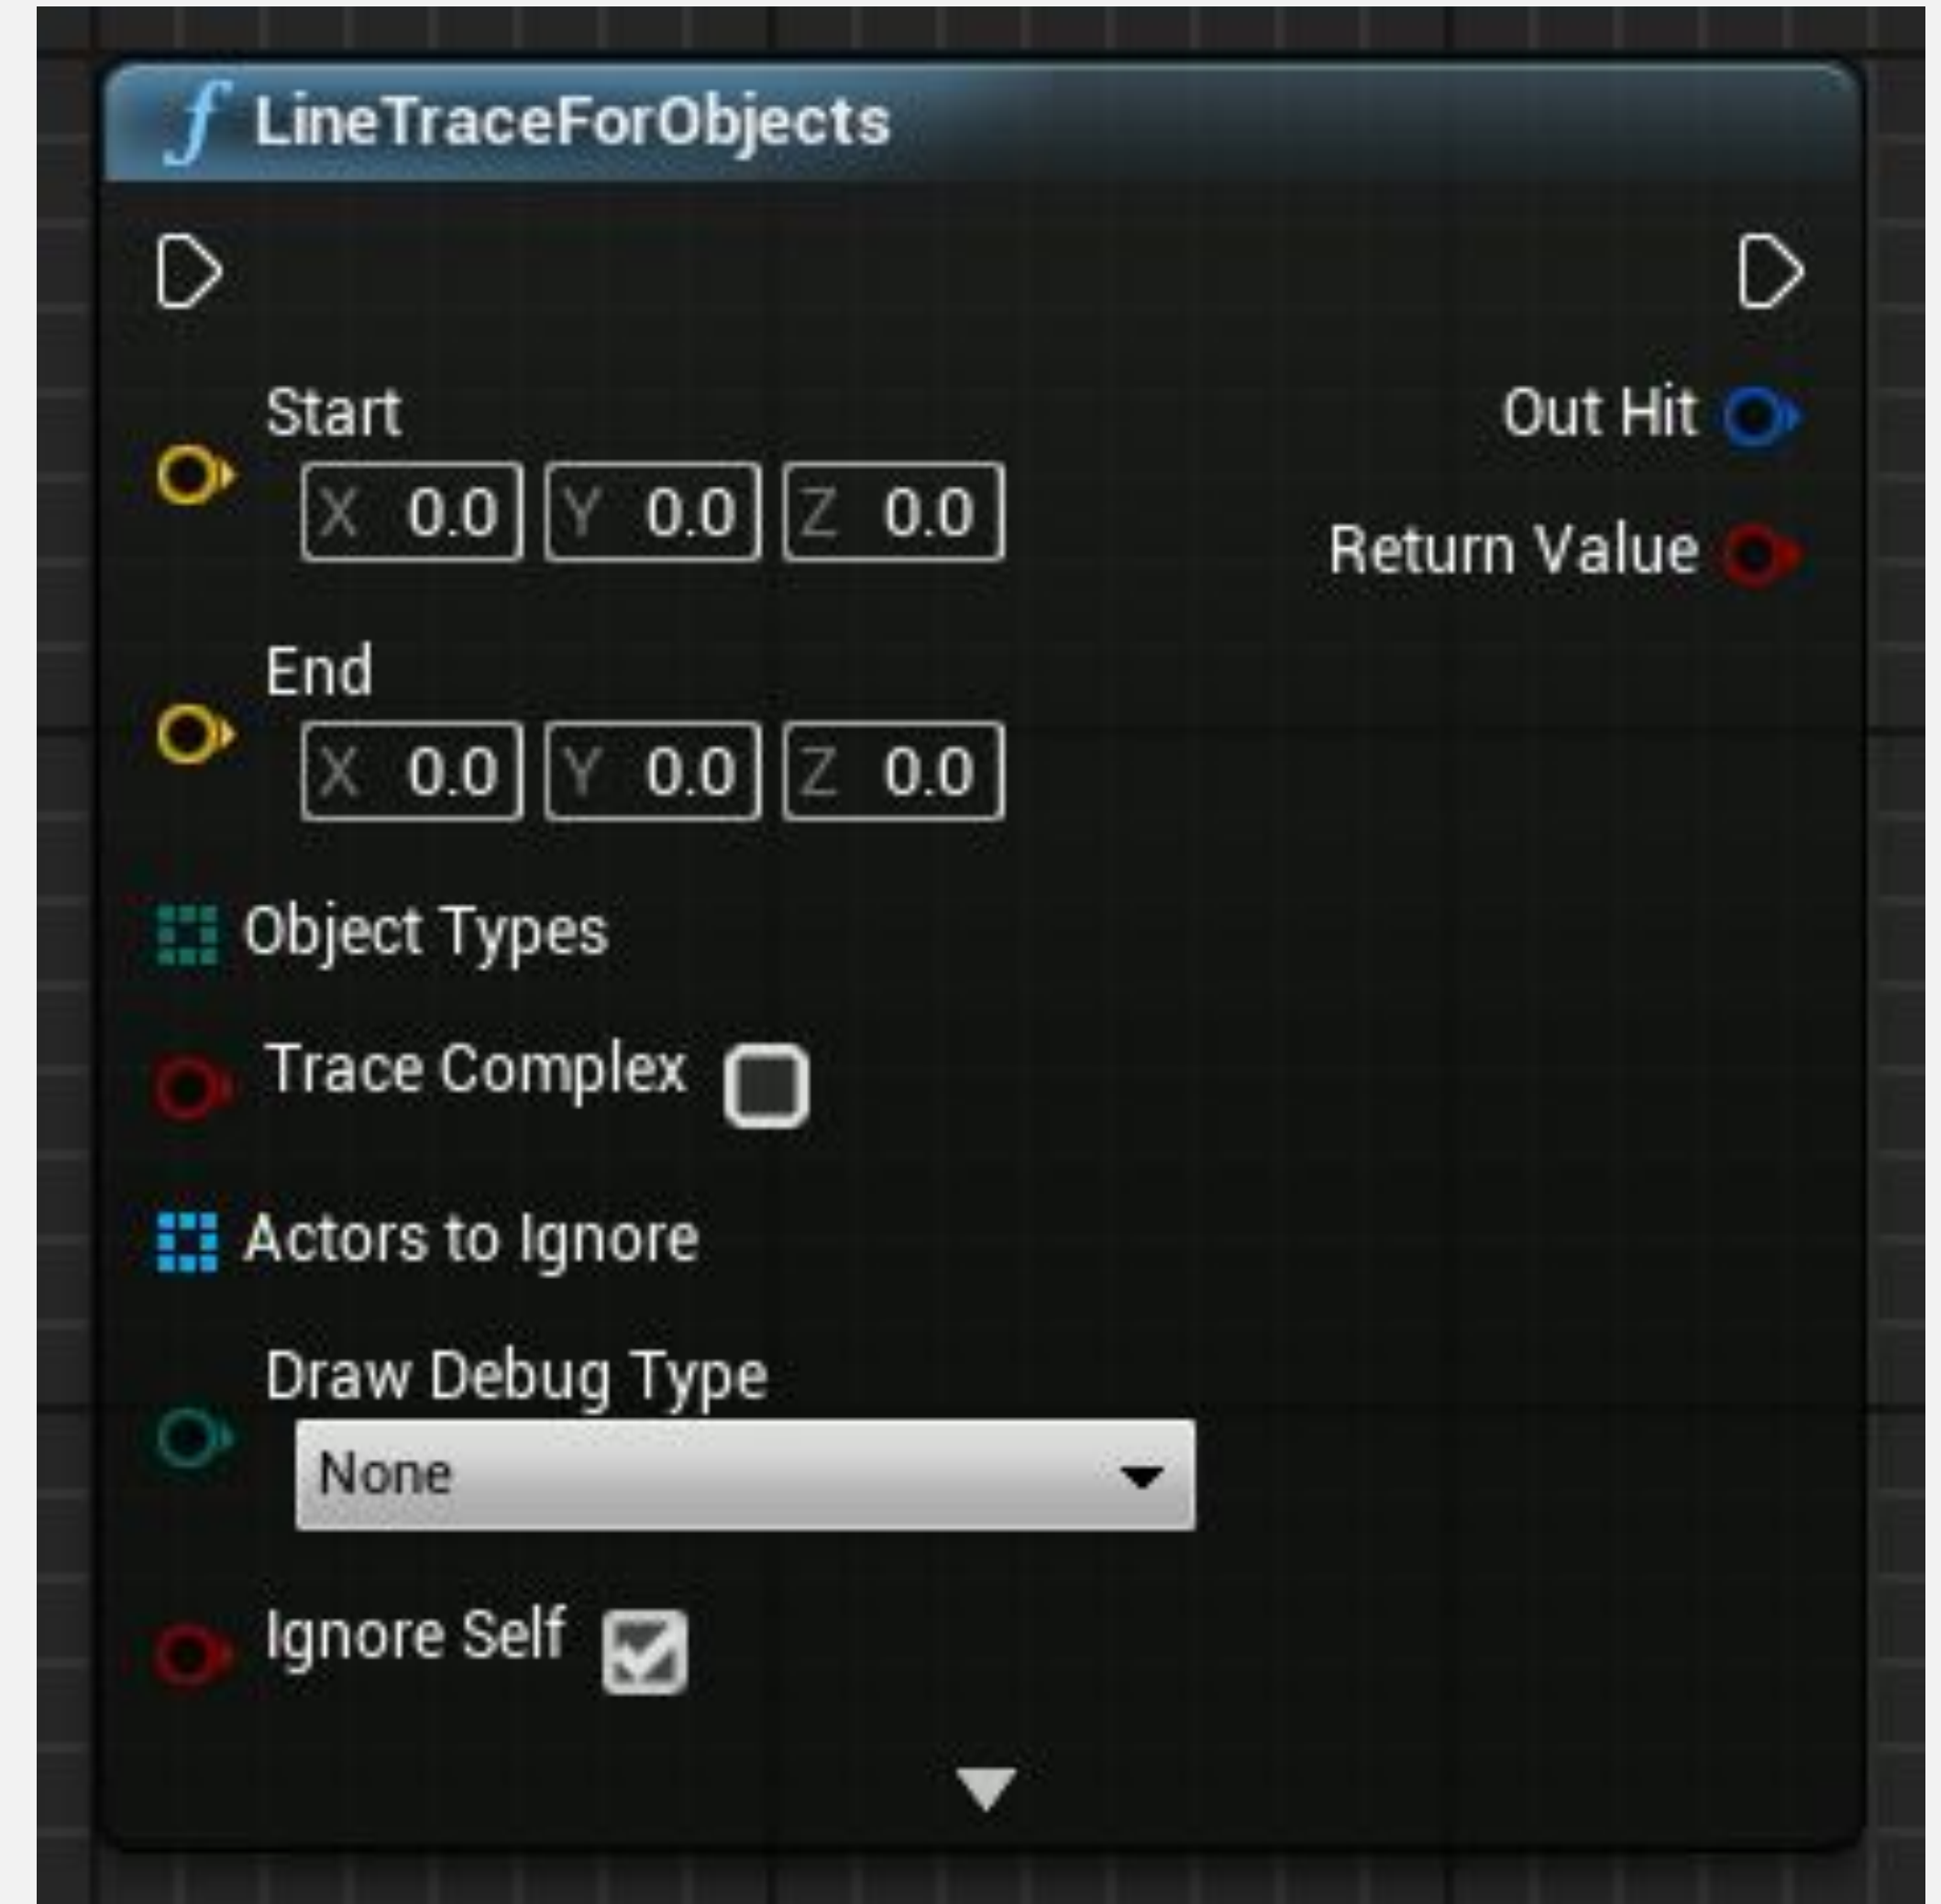 f LineTraceForObjects
Start
X 0.0 Y 0.0 Z 0.0
End
X 0.0 Y 0.0 Z 0.0
Object Types
Trace Complex
Actors to Ignore
Draw Debug Type
None
Ignore Self
Out Hit
Return Value